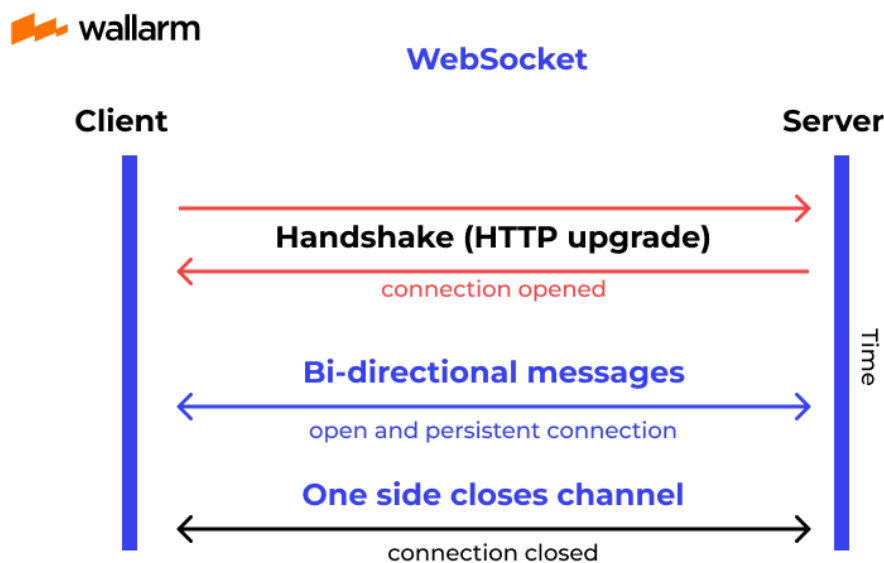 wallarm
WebSocket
Client
Server
Handshake (HTTP upgrade)
connection opened
Time
Bi-directional messages
open and persistent connection
One side closes channel
connection closed